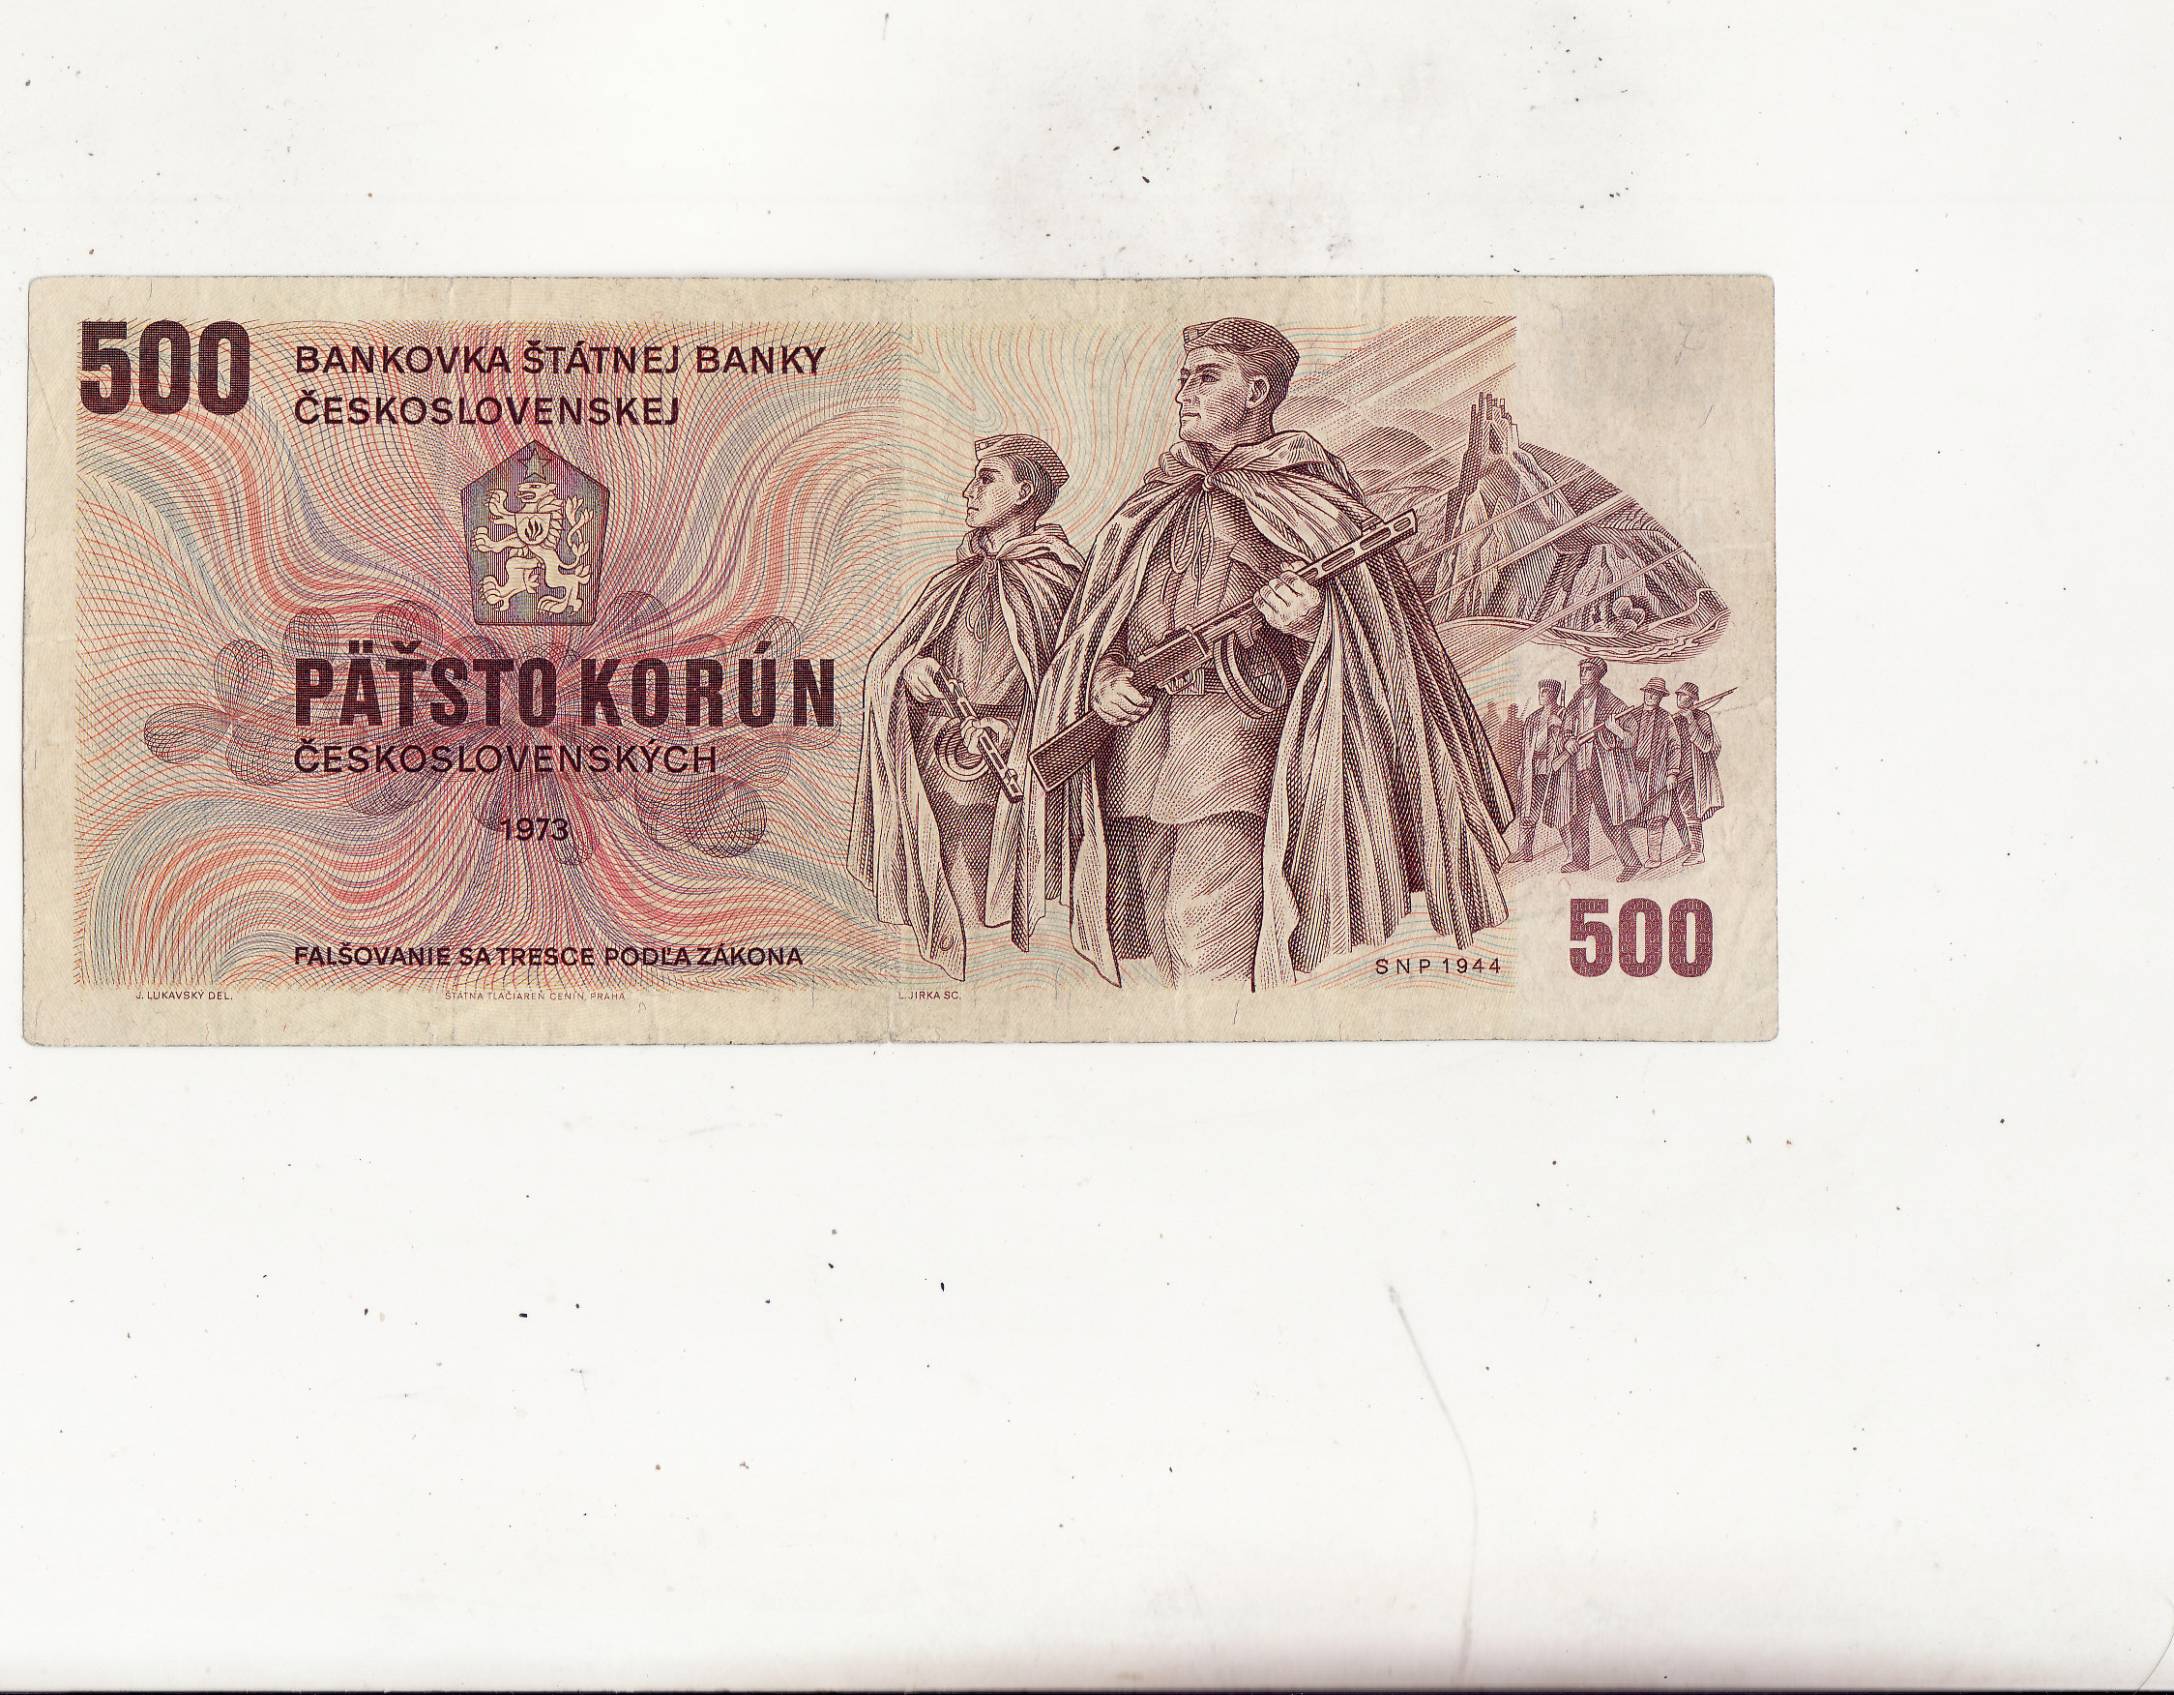 500
BANKOVKA ŠTÁTNEJ BANKY
ČESKOSLOVENSKEJ
PÄŤSTO KORÚN
ČESKOSLOVENSKÝCH
1973
FALŠOVANIE SA TRESCE PODĽA ZÁKONA
J. LUKAVSKÝ DEL.
ŠTÁTNA TLAČIAREŇ CENÍN, PRAHA
L. JIRKA SC.
SNP 1944
500